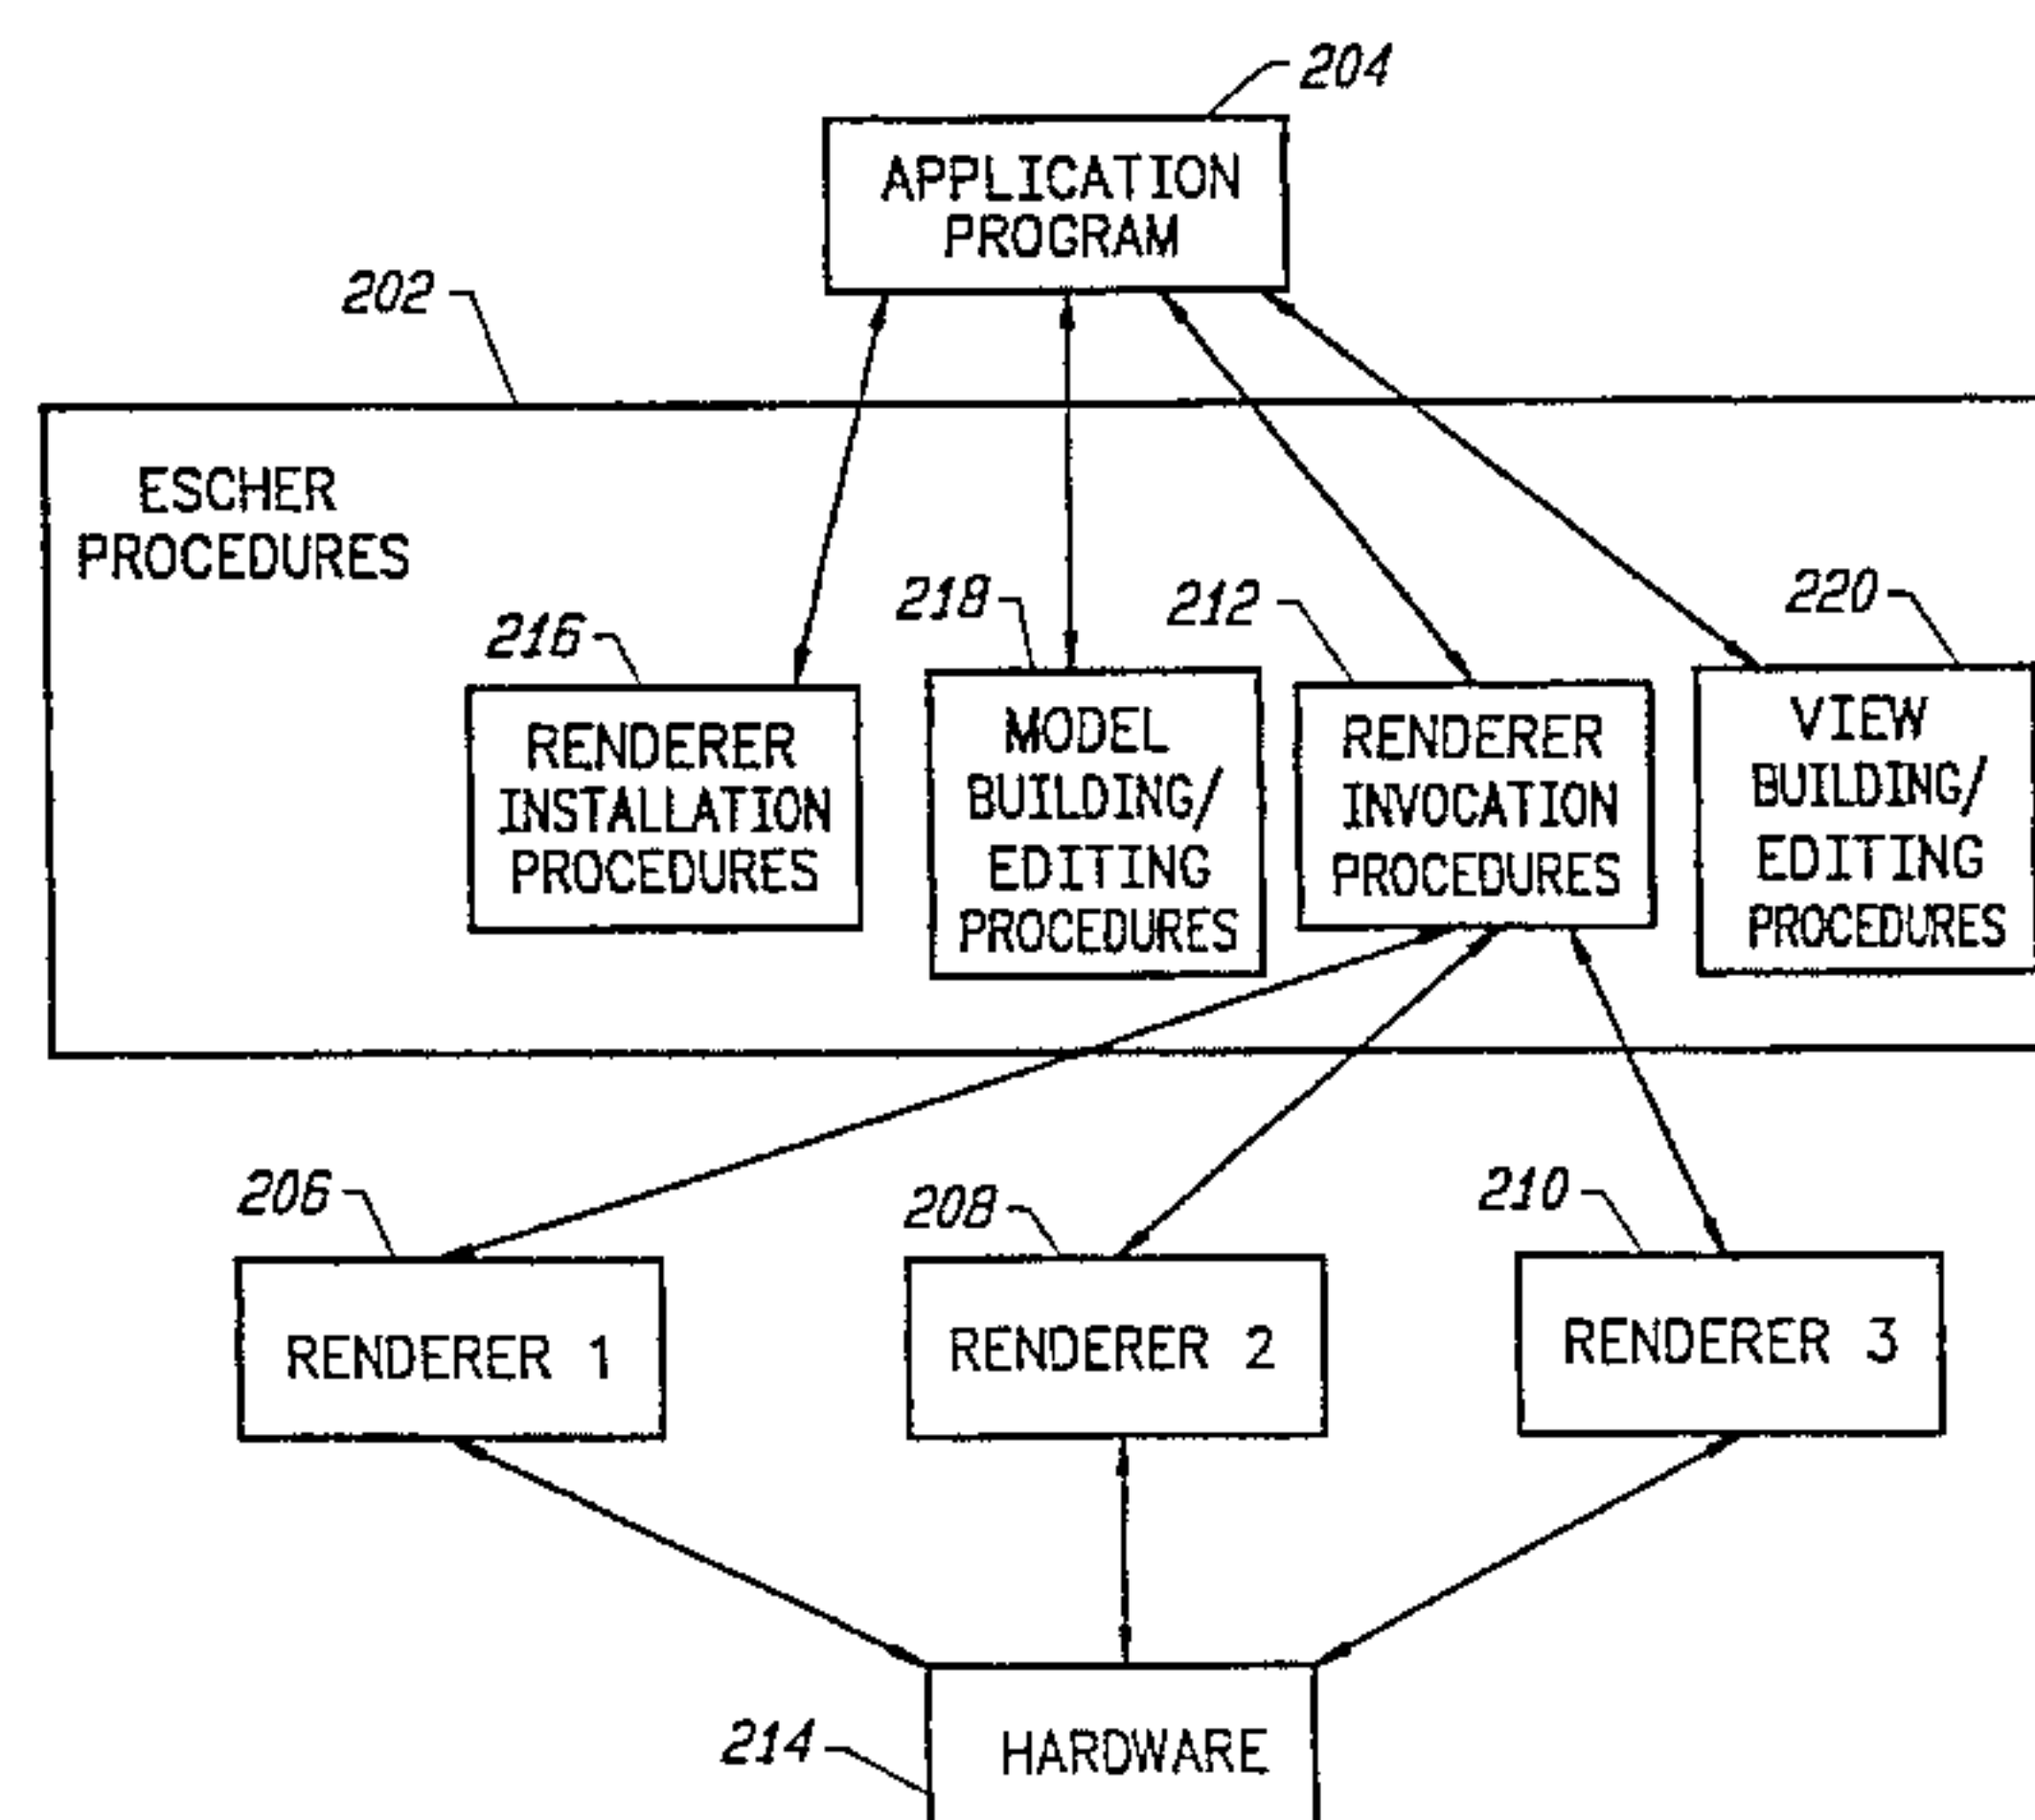 204
APPLICATION
PROGRAM
202
ESCHER
PROCEDURES
216
218
212
220
RENDERER
INSTALLATION
PROCEDURES
MODEL
BUILDING/
EDITING
PROCEDURES
RENDERER
INVOCATION
PROCEDURES
VIEW
BUILDING/
EDITING
PROCEDURES
206
208
210
RENDERER 1
RENDERER 2
RENDERER 3
214
HARDWARE